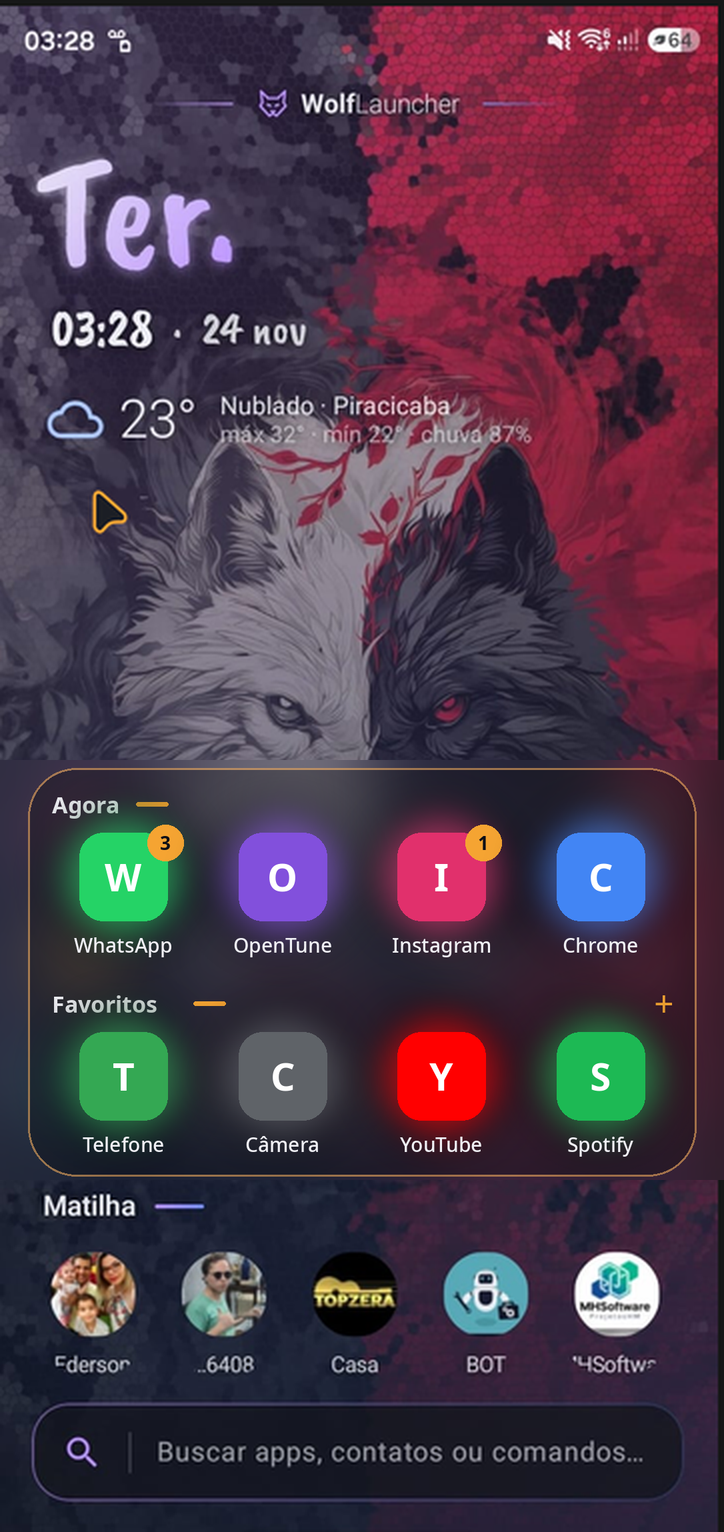 03:28
6
64
WolfLauncher
Ter.
03:28 · 24 nov
23°
Nublado · Piracicaba
máx 32° · mín 22° · chuva 87%
Agora
3
1
W
O
I
C
WhatsApp
OpenTune
Instagram
Chrome
Favoritos
+
T
C
Y
S
Telefone
Câmera
YouTube
Spotify
Matilha
TOPZERA
MHSoftware
Ederson
..6408
Casa
BOT
Buscar apps, contatos ou comandos…